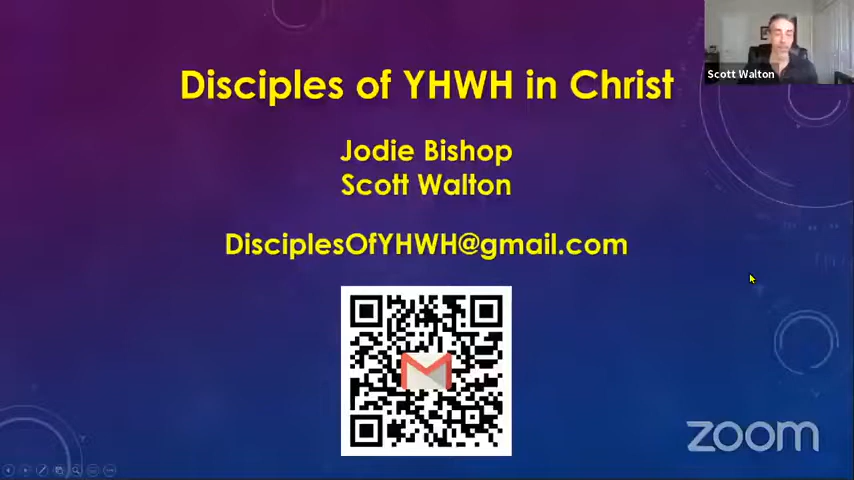 Disciples of YHWH in Christ
Jodie Bishop
Scott Walton
DisciplesOfYHWH@gmail.com
Scott Walton
zoom